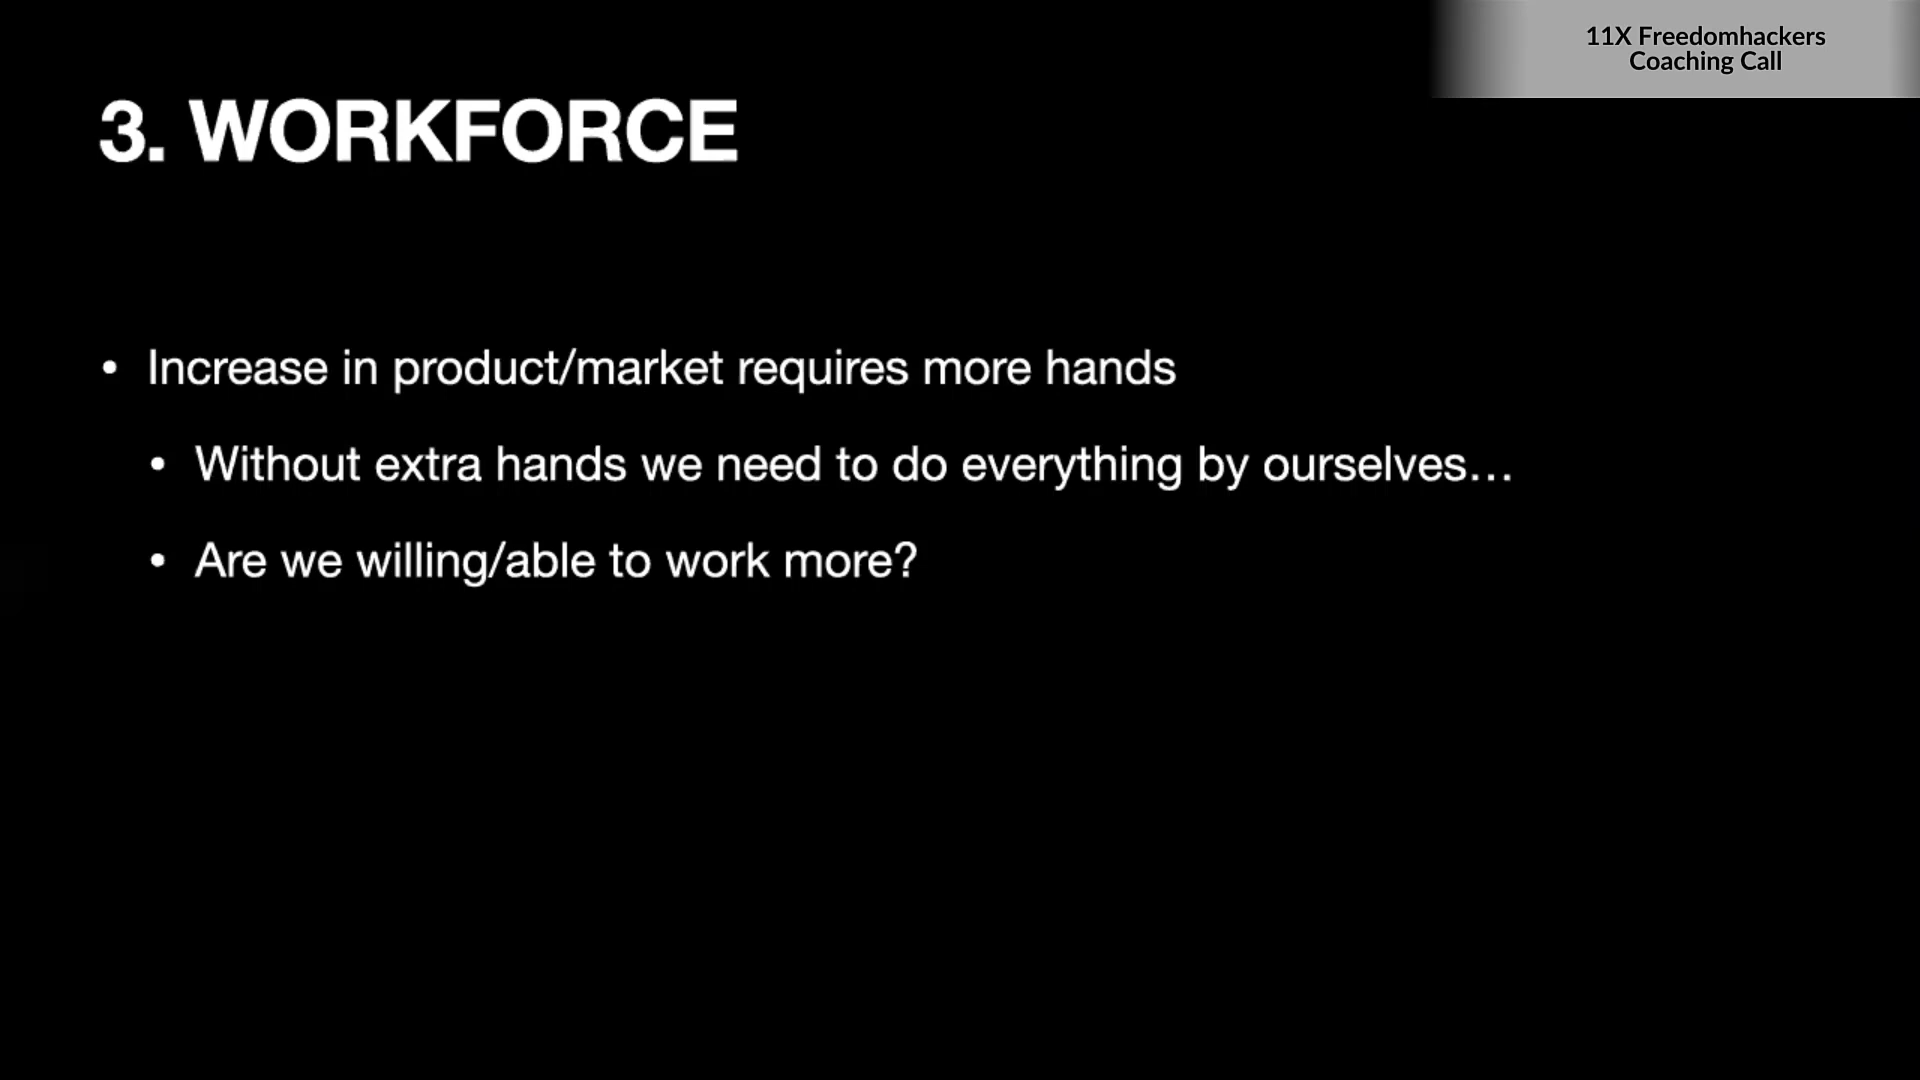 11X Freedomhackers
Coaching Call
3. WORKFORCE
• Increase in product/market requires more hands
• Without extra hands we need to do everything by ourselves…
• Are we willing/able to work more?